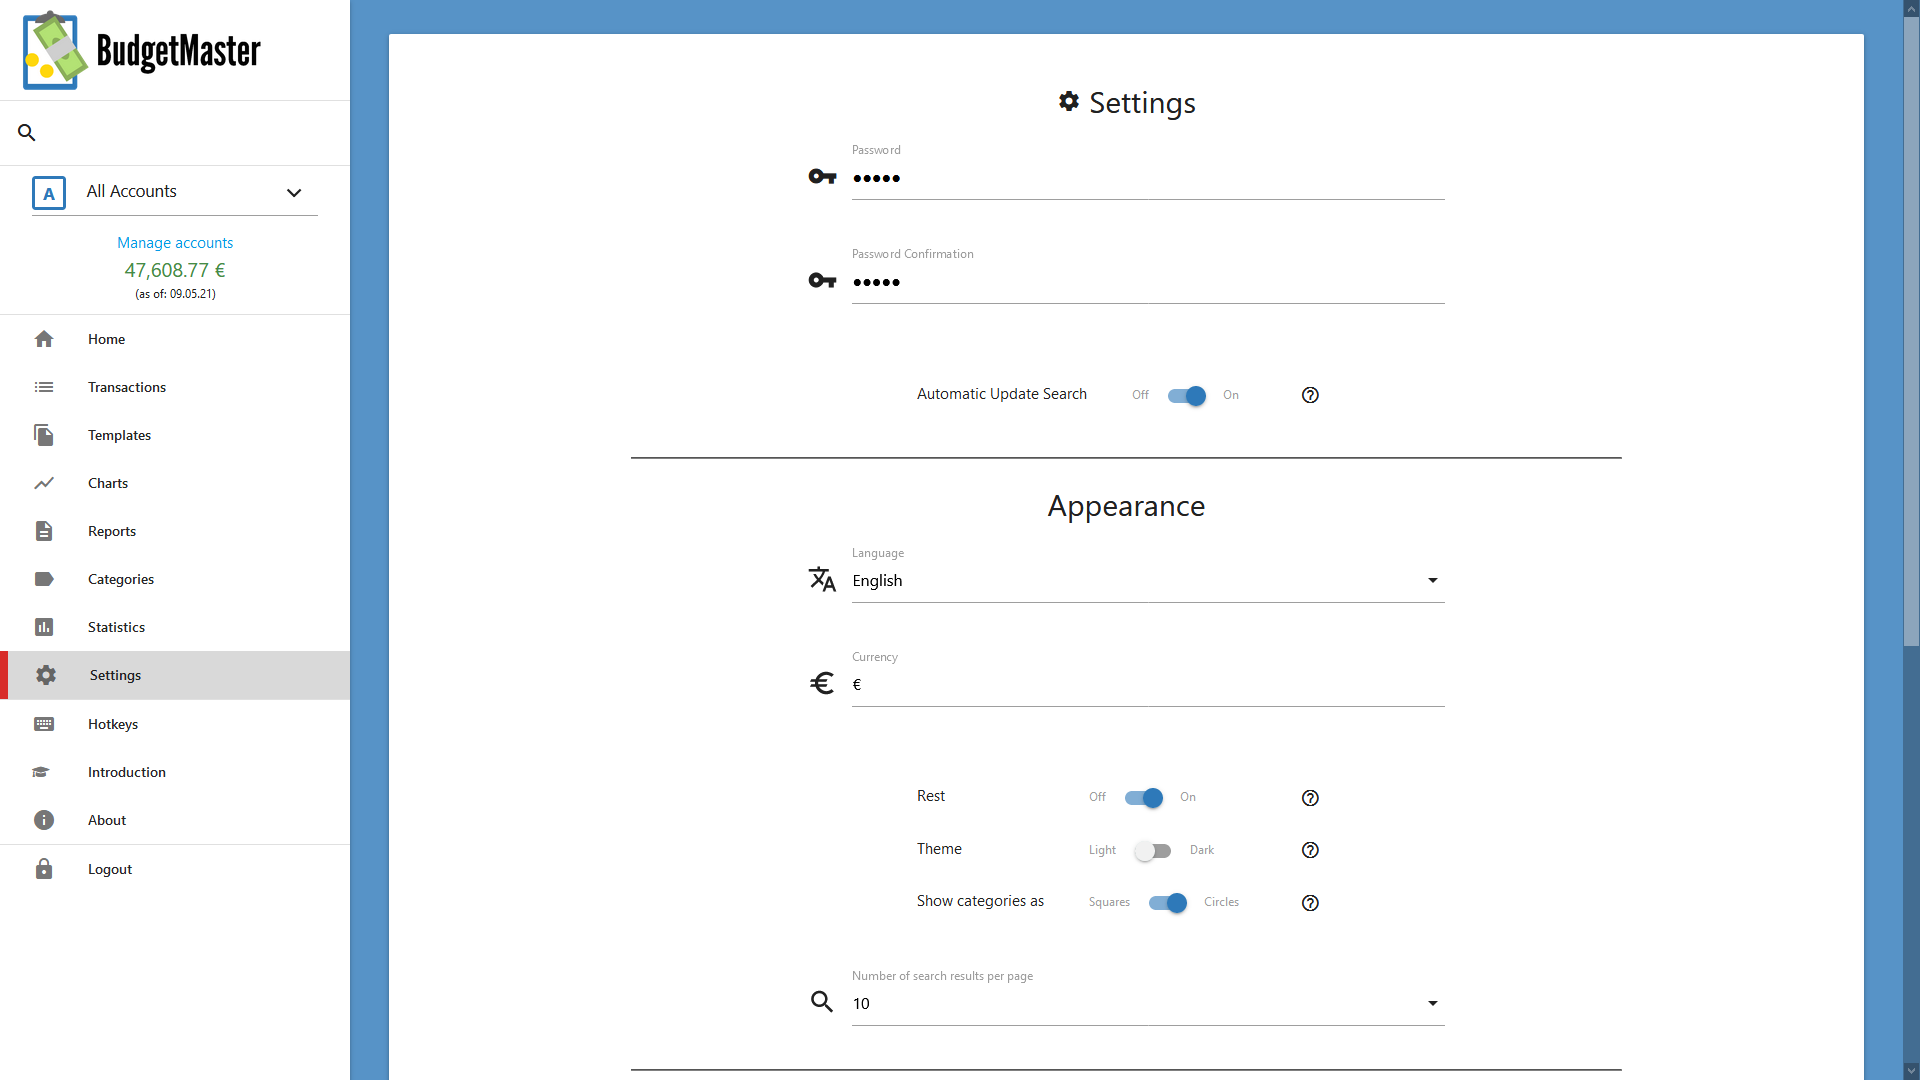 BudgetMaster
A
All Accounts
Manage accounts
47,608.77 €
(as of: 09.05.21)
Home
Transactions
Templates
Charts
Reports
Categories
Statistics
Settings
Hotkeys
Introduction
About
Logout
Settings
Password
•••••
Password Confirmation
•••••
Automatic Update Search Off On
Appearance
Language
English
Currency
€
Rest Off On
Theme Light Dark
Show categories as Squares Circles
Number of search results per page
10